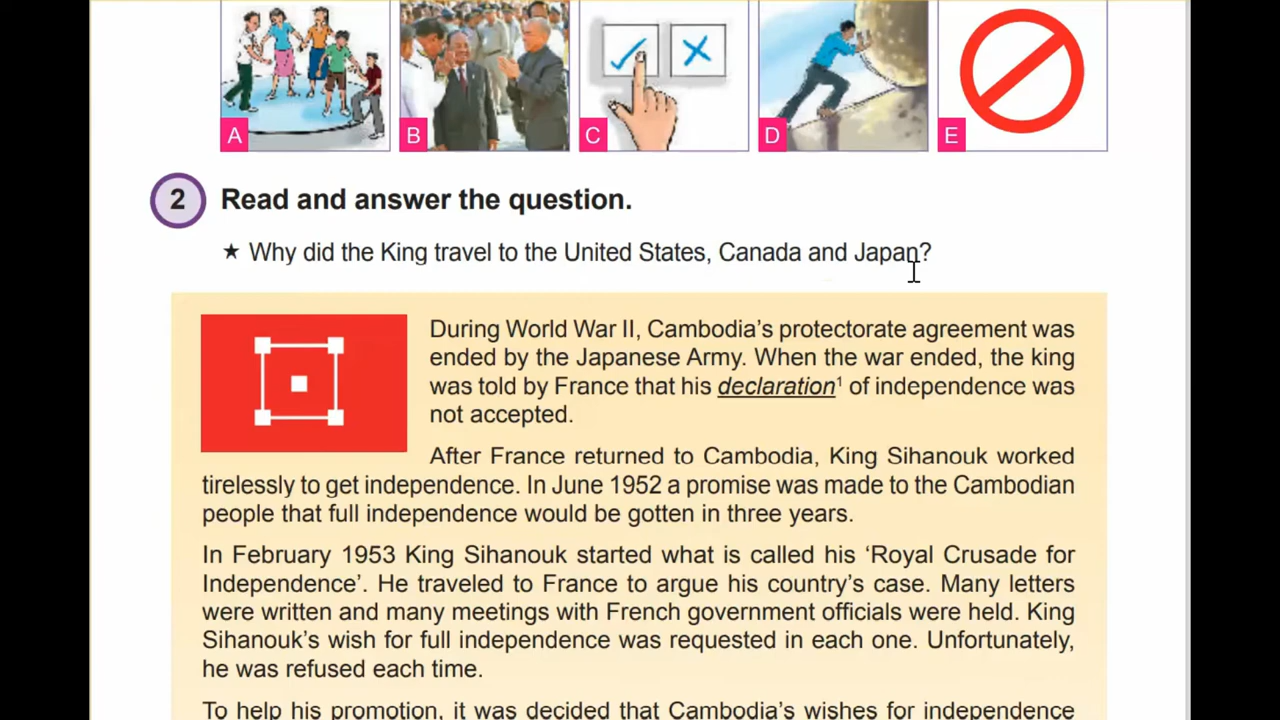 A
B
C
D
E
2
Read and answer the question.
★ Why did the King travel to the United States, Canada and Japan?
During World War II, Cambodia's protectorate agreement was
ended by the Japanese Army. When the war ended, the king
was told by France that his declaration¹ of independence was
not accepted.
After France returned to Cambodia, King Sihanouk worked
tirelessly to get independence. In June 1952 a promise was made to the Cambodian
people that full independence would be gotten in three years.
In February 1953 King Sihanouk started what is called his 'Royal Crusade for
Independence'. He traveled to France to argue his country's case. Many letters
were written and many meetings with French government officials were held. King
Sihanouk's wish for full independence was requested in each one. Unfortunately,
he was refused each time.
To help his promotion, it was decided that Cambodia's wishes for independence